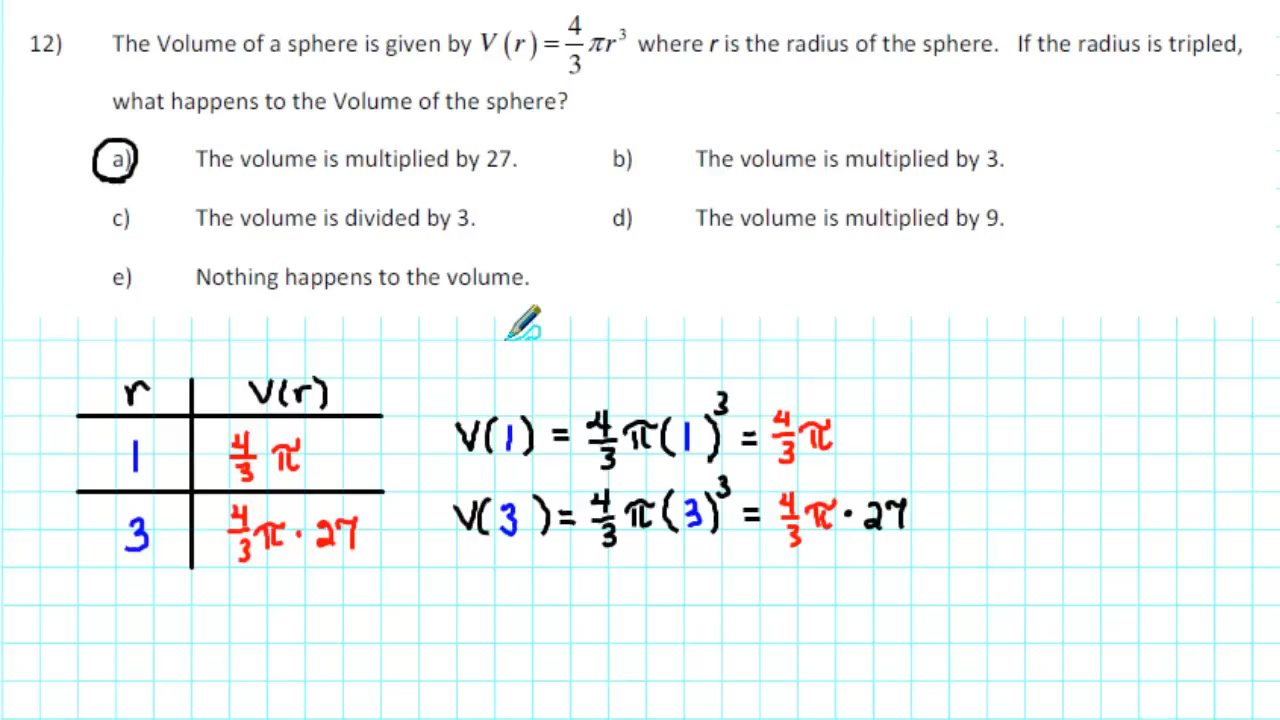 12) The Volume of a sphere is given by V(r) = 4/3 πr³ where r is the radius of the sphere. If the radius is tripled,
what happens to the Volume of the sphere?
a) The volume is multiplied by 27. b) The volume is multiplied by 3.
c) The volume is divided by 3. d) The volume is multiplied by 9.
e) Nothing happens to the volume.
r V(r)
1 4/3 π
3 4/3 π · 27
V(1) = 4/3 π(1)³ = 4/3 π
V(3) = 4/3 π(3)³ = 4/3 π · 27